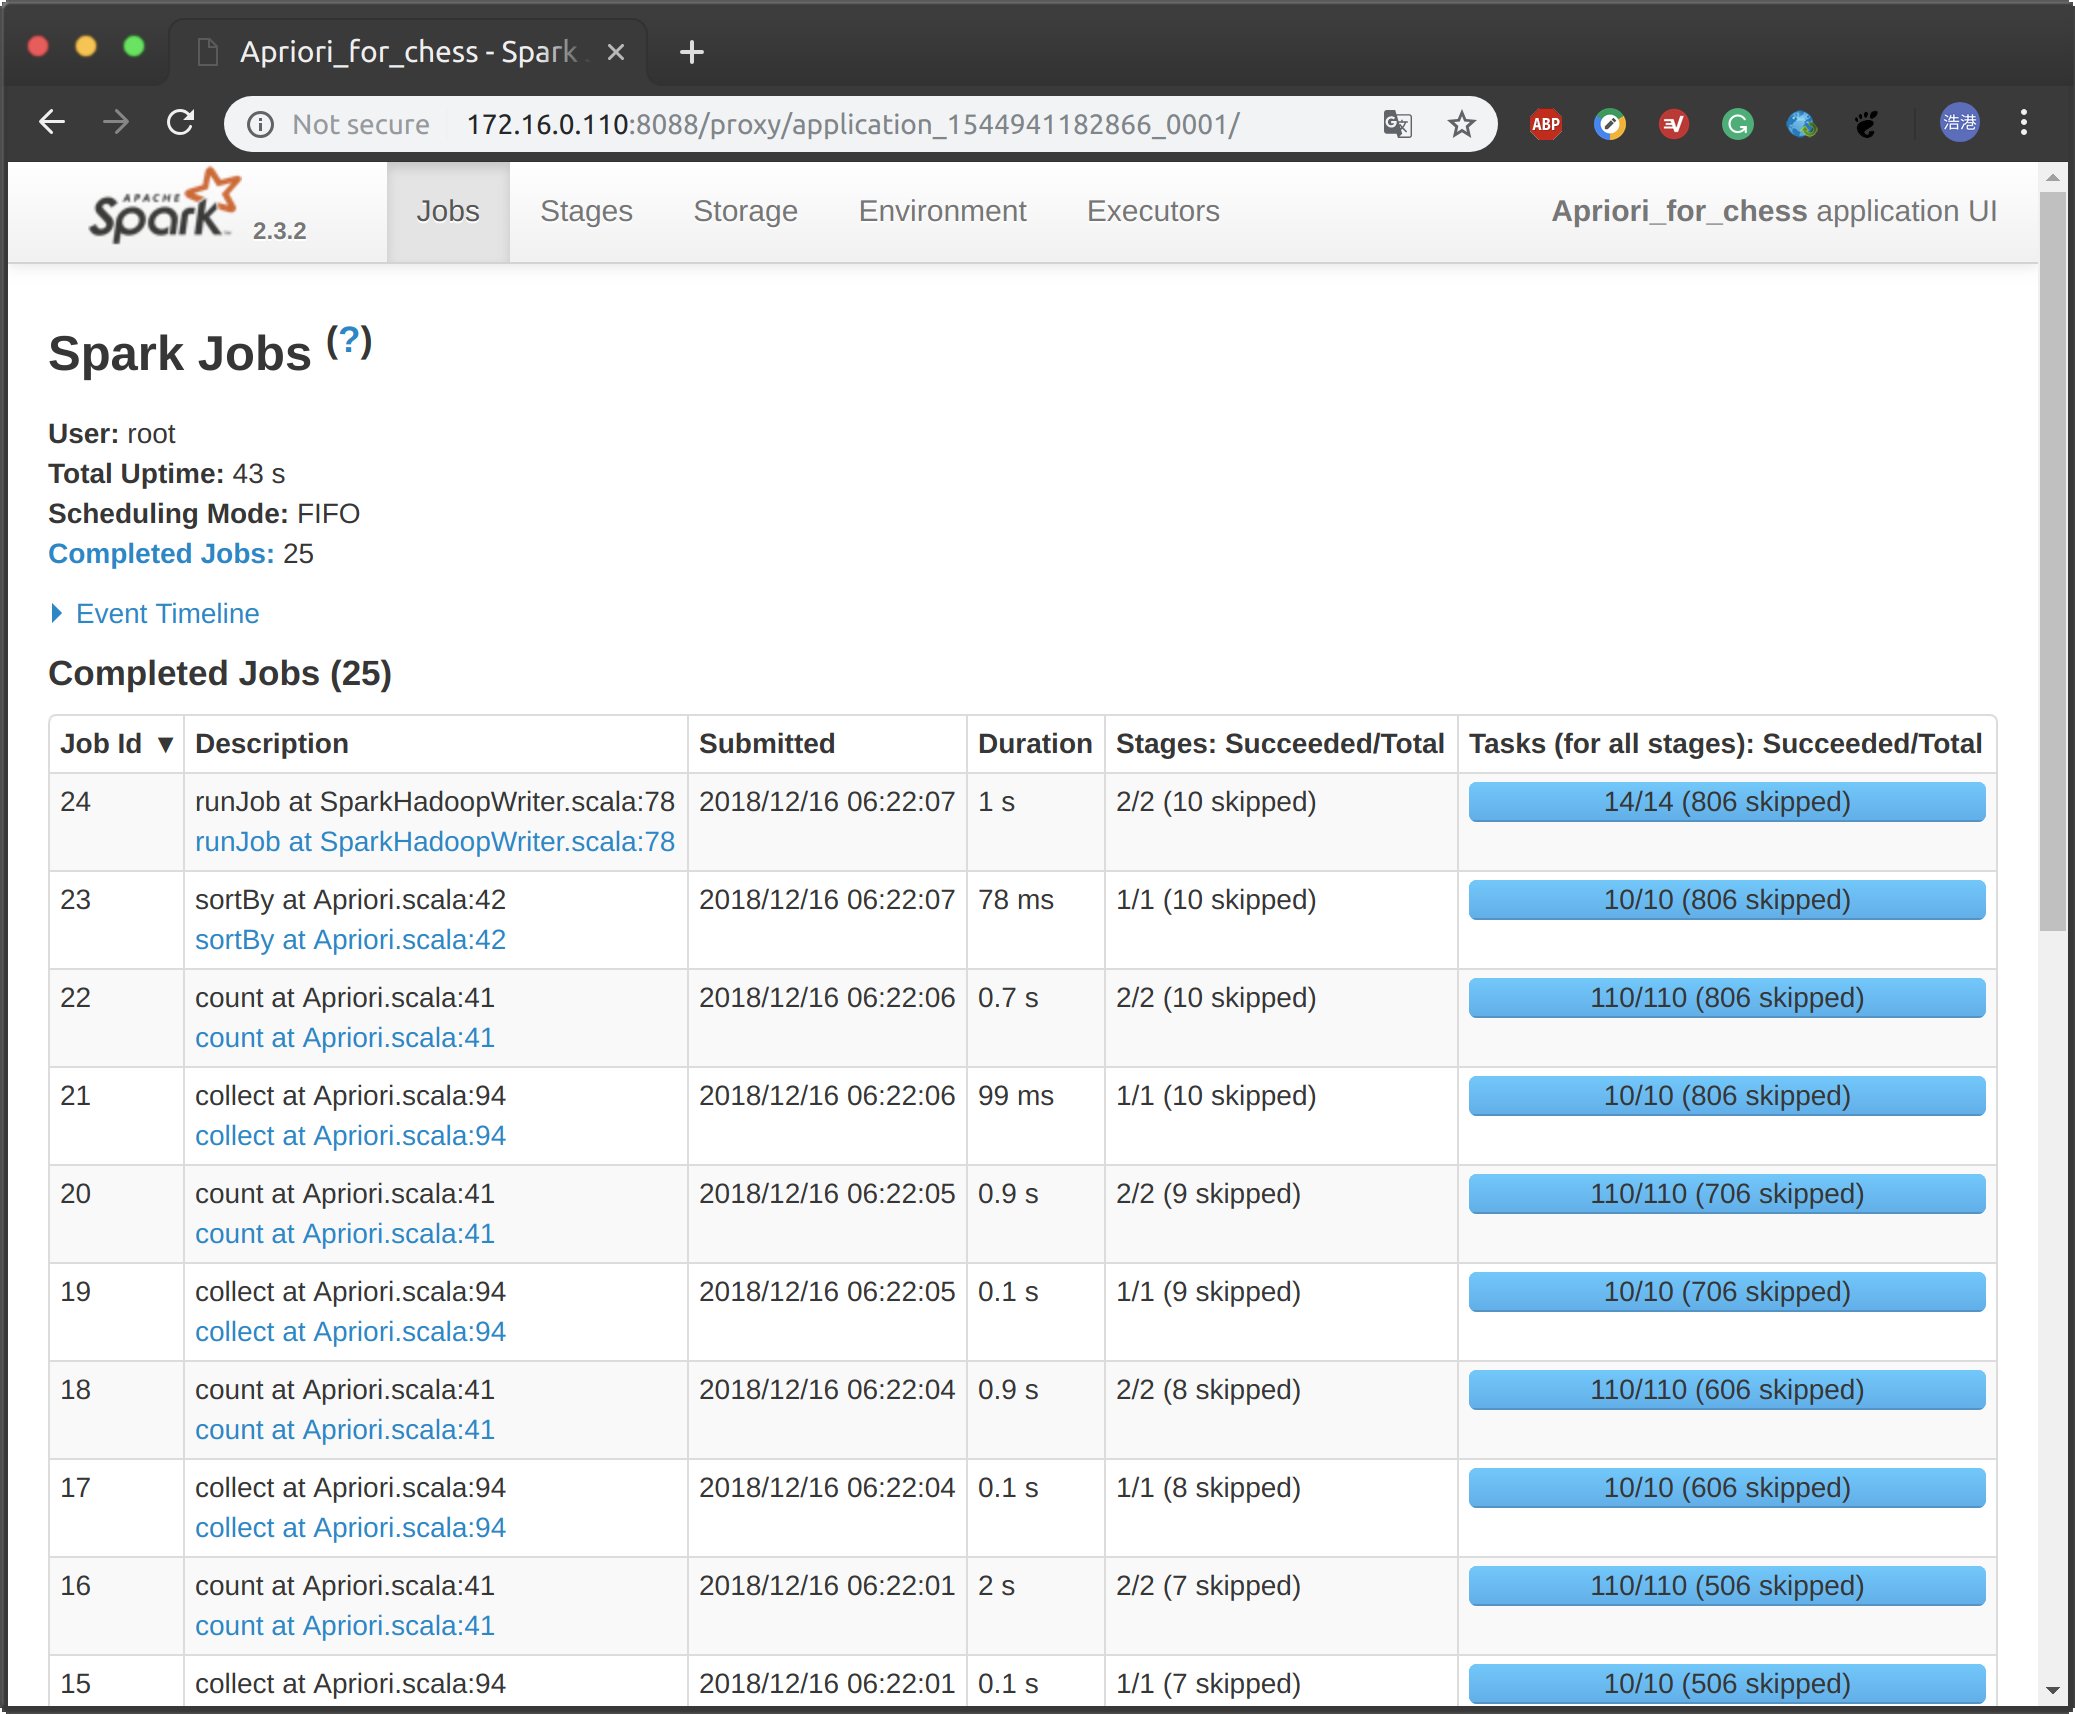 Apriori_for_chess - Spark
Not secure 172.16.0.110:8088/proxy/application_1544941182866_0001/
ABP
浩港
APACHE Spark 2.3.2 Jobs Stages Storage Environment Executors Apriori_for_chess application UI
Spark Jobs (?)
User: root
Total Uptime: 43 s
Scheduling Mode: FIFO
Completed Jobs: 25
Event Timeline
Completed Jobs (25)
Job Id ▼ Description Submitted Duration Stages: Succeeded/Total Tasks (for all stages): Succeeded/Total
24 runJob at SparkHadoopWriter.scala:78 2018/12/16 06:22:07 1 s 2/2 (10 skipped) 14/14 (806 skipped)
runJob at SparkHadoopWriter.scala:78
23 sortBy at Apriori.scala:42 2018/12/16 06:22:07 78 ms 1/1 (10 skipped) 10/10 (806 skipped)
sortBy at Apriori.scala:42
22 count at Apriori.scala:41 2018/12/16 06:22:06 0.7 s 2/2 (10 skipped) 110/110 (806 skipped)
count at Apriori.scala:41
21 collect at Apriori.scala:94 2018/12/16 06:22:06 99 ms 1/1 (10 skipped) 10/10 (806 skipped)
collect at Apriori.scala:94
20 count at Apriori.scala:41 2018/12/16 06:22:05 0.9 s 2/2 (9 skipped) 110/110 (706 skipped)
count at Apriori.scala:41
19 collect at Apriori.scala:94 2018/12/16 06:22:05 0.1 s 1/1 (9 skipped) 10/10 (706 skipped)
collect at Apriori.scala:94
18 count at Apriori.scala:41 2018/12/16 06:22:04 0.9 s 2/2 (8 skipped) 110/110 (606 skipped)
count at Apriori.scala:41
17 collect at Apriori.scala:94 2018/12/16 06:22:04 0.1 s 1/1 (8 skipped) 10/10 (606 skipped)
collect at Apriori.scala:94
16 count at Apriori.scala:41 2018/12/16 06:22:01 2 s 2/2 (7 skipped) 110/110 (506 skipped)
count at Apriori.scala:41
15 collect at Apriori.scala:94 2018/12/16 06:22:01 0.1 s 1/1 (7 skipped) 10/10 (506 skipped)